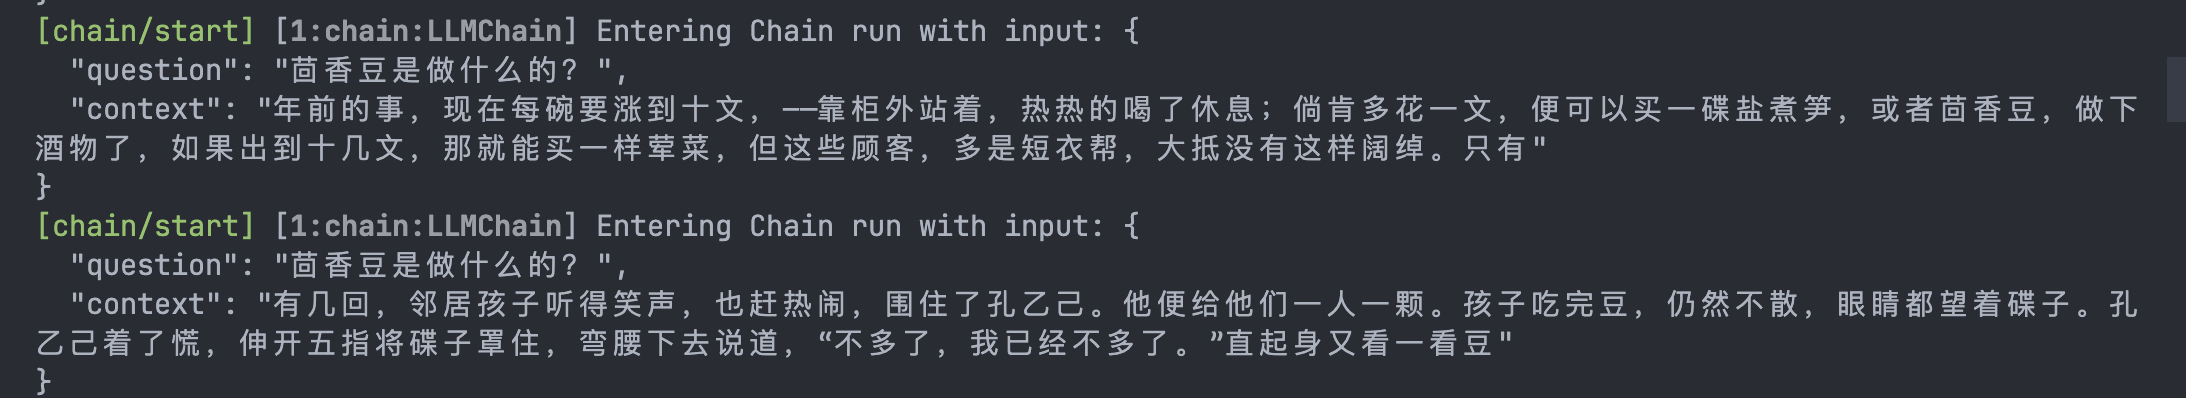 }
[chain/start] [1:chain:LLMChain] Entering Chain run with input: {
  "question": "茴香豆是做什么的？",
  "context": "年前的事，现在每碗要涨到十文，——靠柜外站着，热热的喝了休息；倘肯多花一文，便可以买一碟盐煮笋，或者茴香豆，做下
酒物了，如果出到十几文，那就能买一样荤菜，但这些顾客，多是短衣帮，大抵没有这样阔绰。只有"
}
[chain/start] [1:chain:LLMChain] Entering Chain run with input: {
  "question": "茴香豆是做什么的？",
  "context": "有几回，邻居孩子听得笑声，也赶热闹，围住了孔乙己。他便给他们一人一颗。孩子吃完豆，仍然不散，眼睛都望着碟子。孔
乙己着了慌，伸开五指将碟子罩住，弯腰下去说道，“不多了，我已经不多了。”直起身又看一看豆"
}